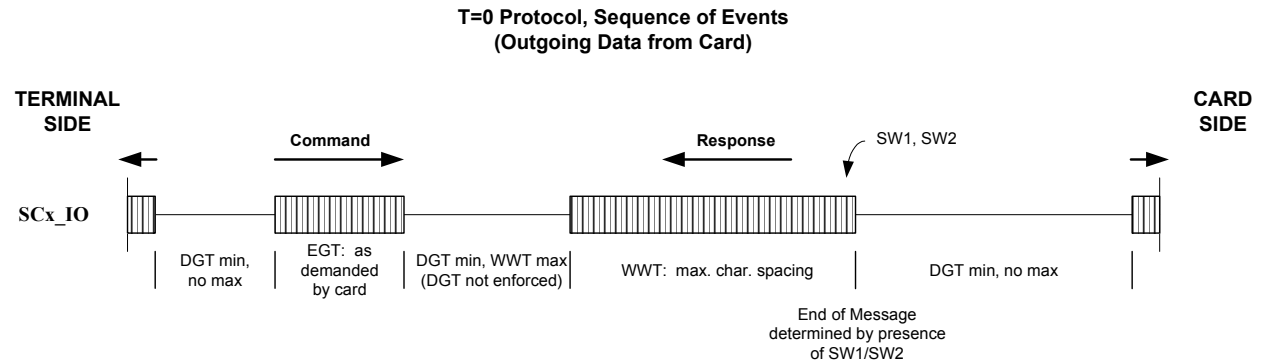 T=0 Protocol, Sequence of Events
(Outgoing Data from Card)
TERMINAL
SIDE
CARD
SIDE
Command
Response
SW1, SW2
SCx_IO
DGT min,
no max
EGT: as
demanded
by card
DGT min, WWT max
(DGT not enforced)
WWT: max. char. spacing
DGT min, no max
End of Message
determined by presence
of SW1/SW2